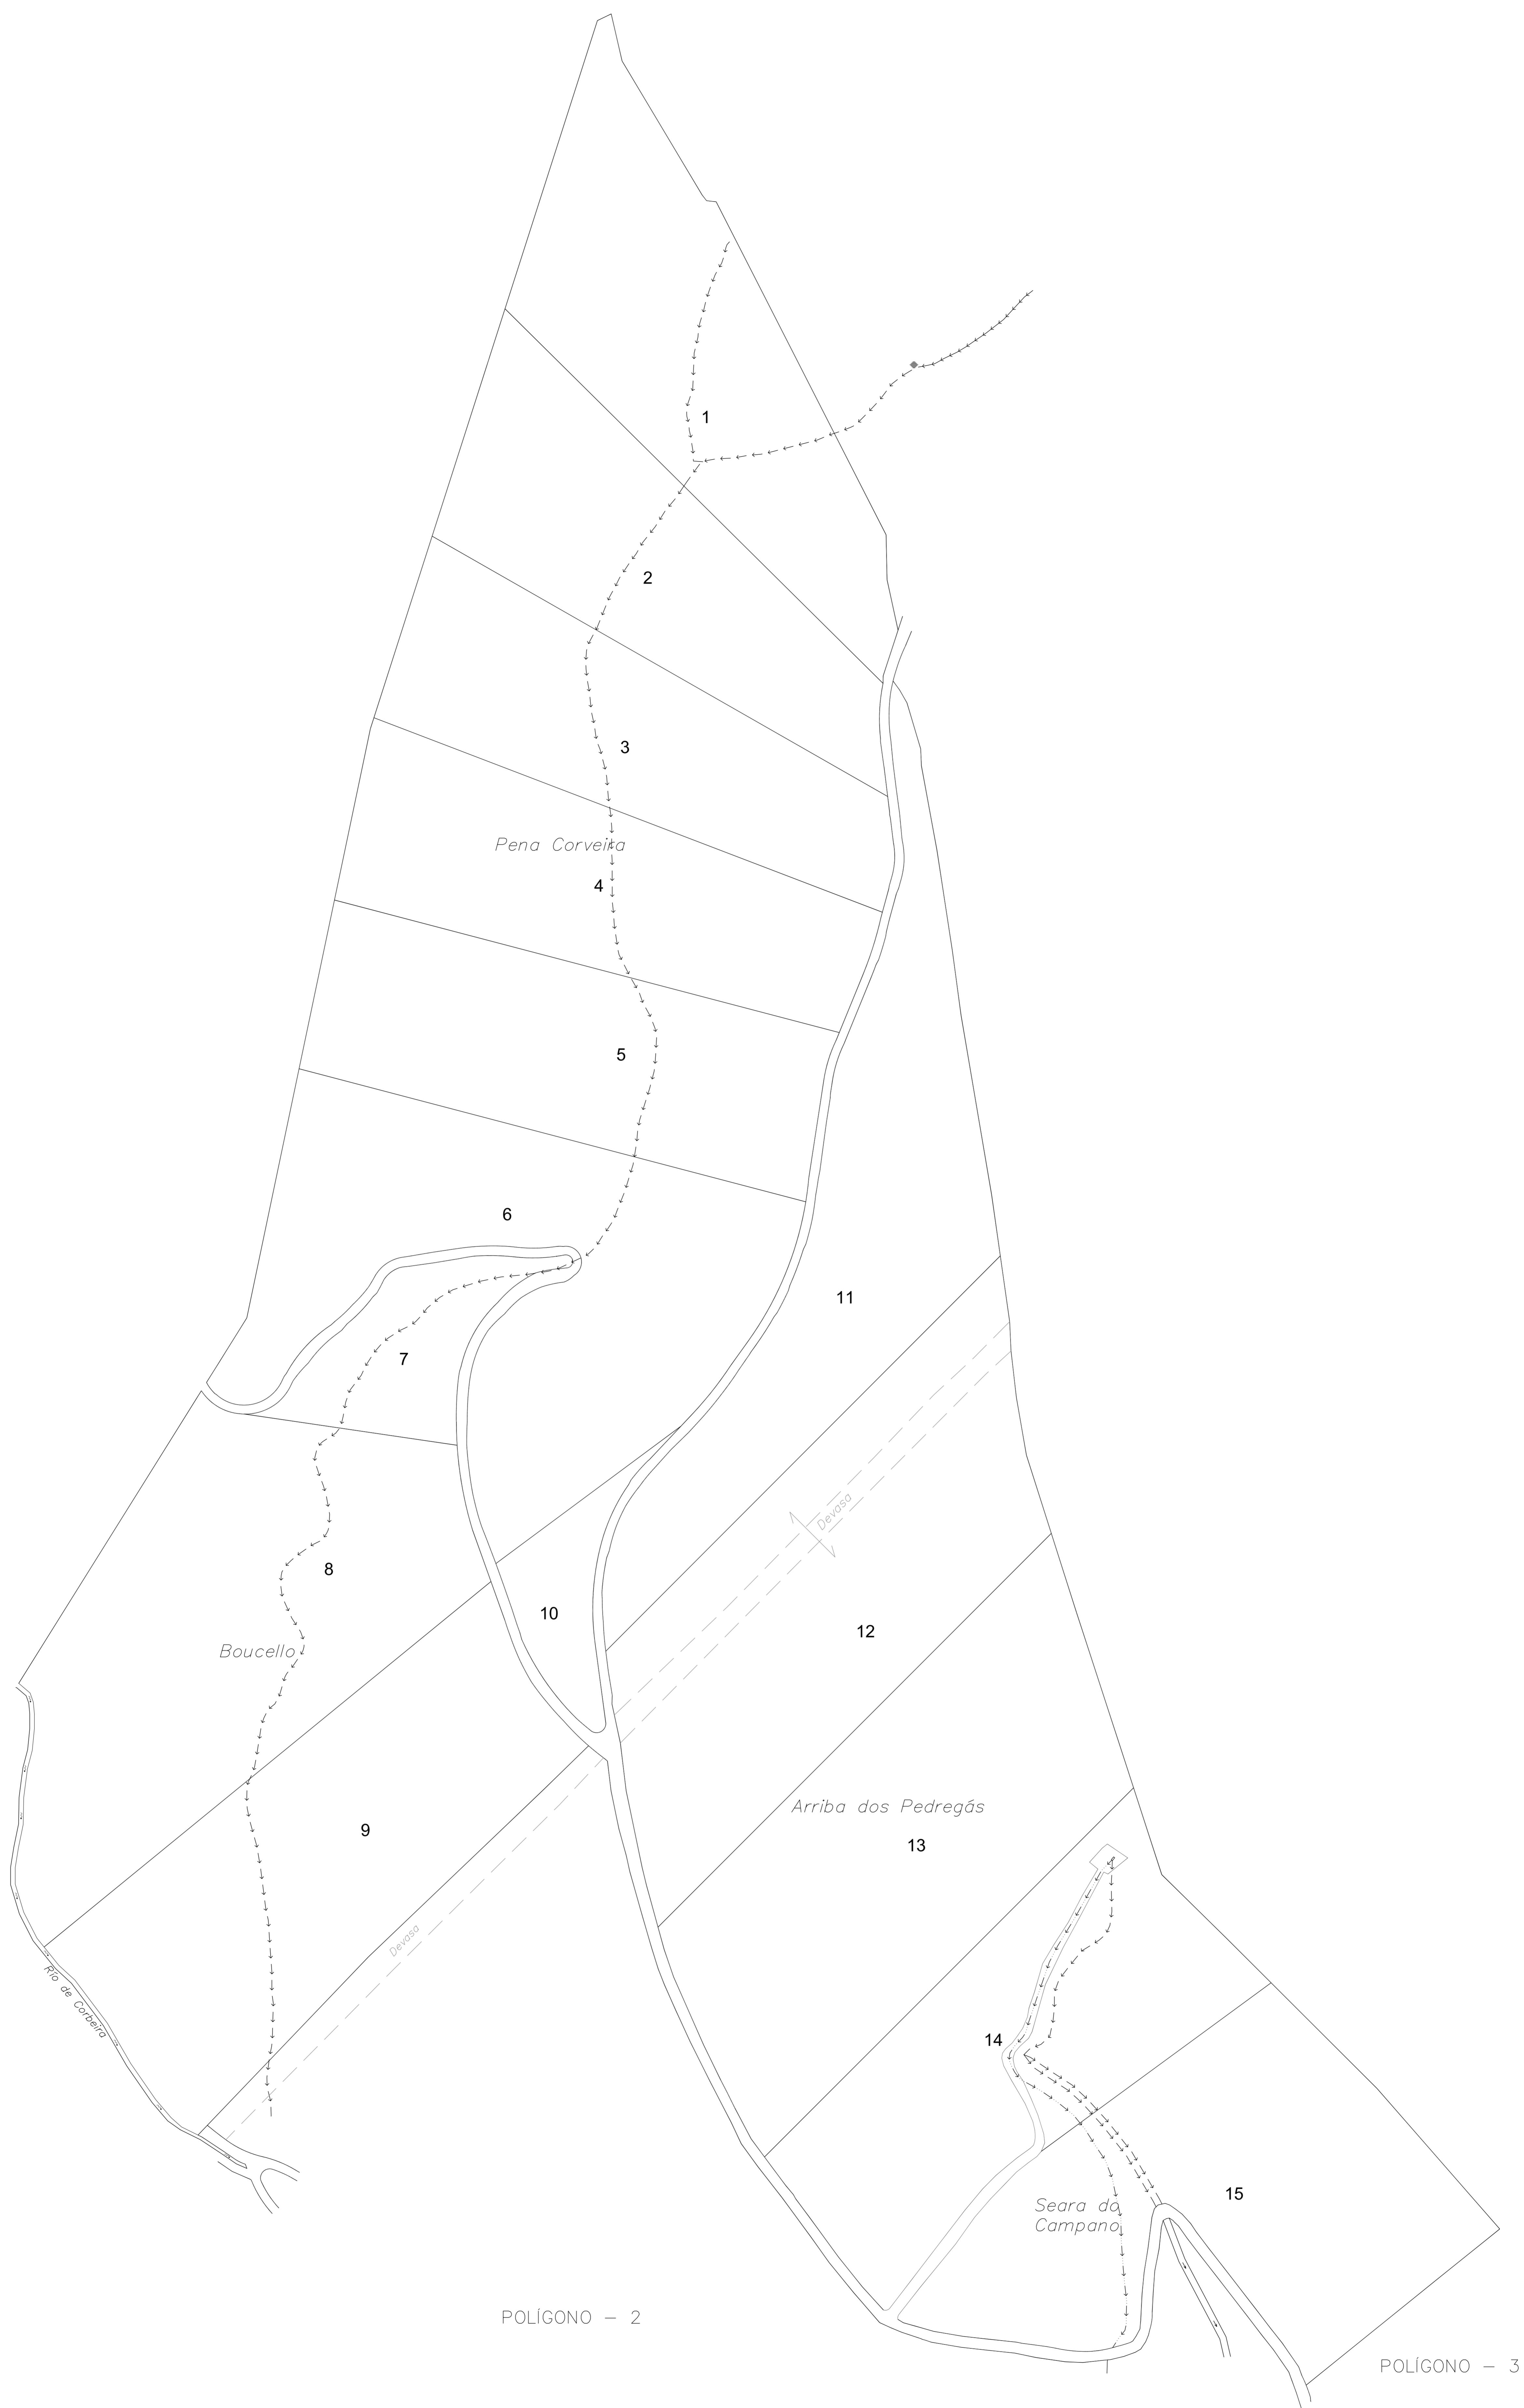 1
2
3
Pena Corveira
4
5
6
11
7
Devasa
8
10
12
Boucello
Arriba dos Pedregás
9
13
Devasa
Río de Corbeira
14
15
Seara do
Campano
POLÍGONO - 2
POLÍGONO - 3